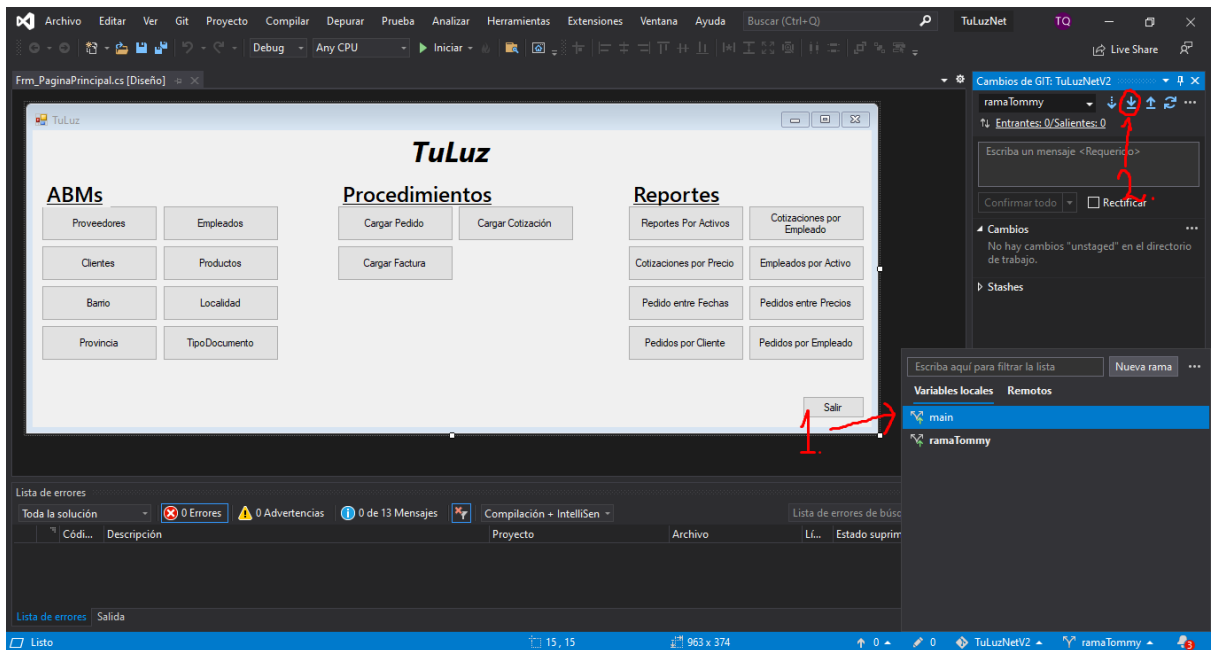 Archivo Editar Ver Git Proyecto Compilar Depurar Prueba Analizar Herramientas Extensiones Ventana Ayuda Buscar (Ctrl+Q) TuLuzNet TQ
Debug Any CPU Iniciar Live Share
Frm_PaginaPrincipal.cs [Diseño]
Cambios de GIT: TuLuzNetV2
ramaTommy
Entrantes: 0/Salientes: 0
Escriba un mensaje <Requerido>
Confirmar todo Rectificar
2.
Cambios
No hay cambios "unstaged" en el directorio
de trabajo.
Stashes
TuLuz
TuLuz
ABMs Procedimientos Reportes
Proveedores Empleados Cargar Pedido Cargar Cotización Reportes Por Activos Cotizaciones por
Empleado
Clientes Productos Cargar Factura Cotizaciones por Precio Empleados por Activo
Barrio Localidad Pedido entre Fechas Pedidos entre Precios
Provincia TipoDocumento Pedidos por Cliente Pedidos por Empleado
Salir
1.
Escriba aquí para filtrar la lista Nueva rama
Variables locales Remotos
main
ramaTommy
Lista de errores
Toda la solución 0 Errores 0 Advertencias 0 de 13 Mensajes Compilación + IntelliSen Lista de errores de búsq
Códi... Descripción Proyecto Archivo Lí... Estado suprim
Lista de errores Salida
Listo 15 , 15 963 x 374 0 0 TuLuzNetV2 ramaTommy 3